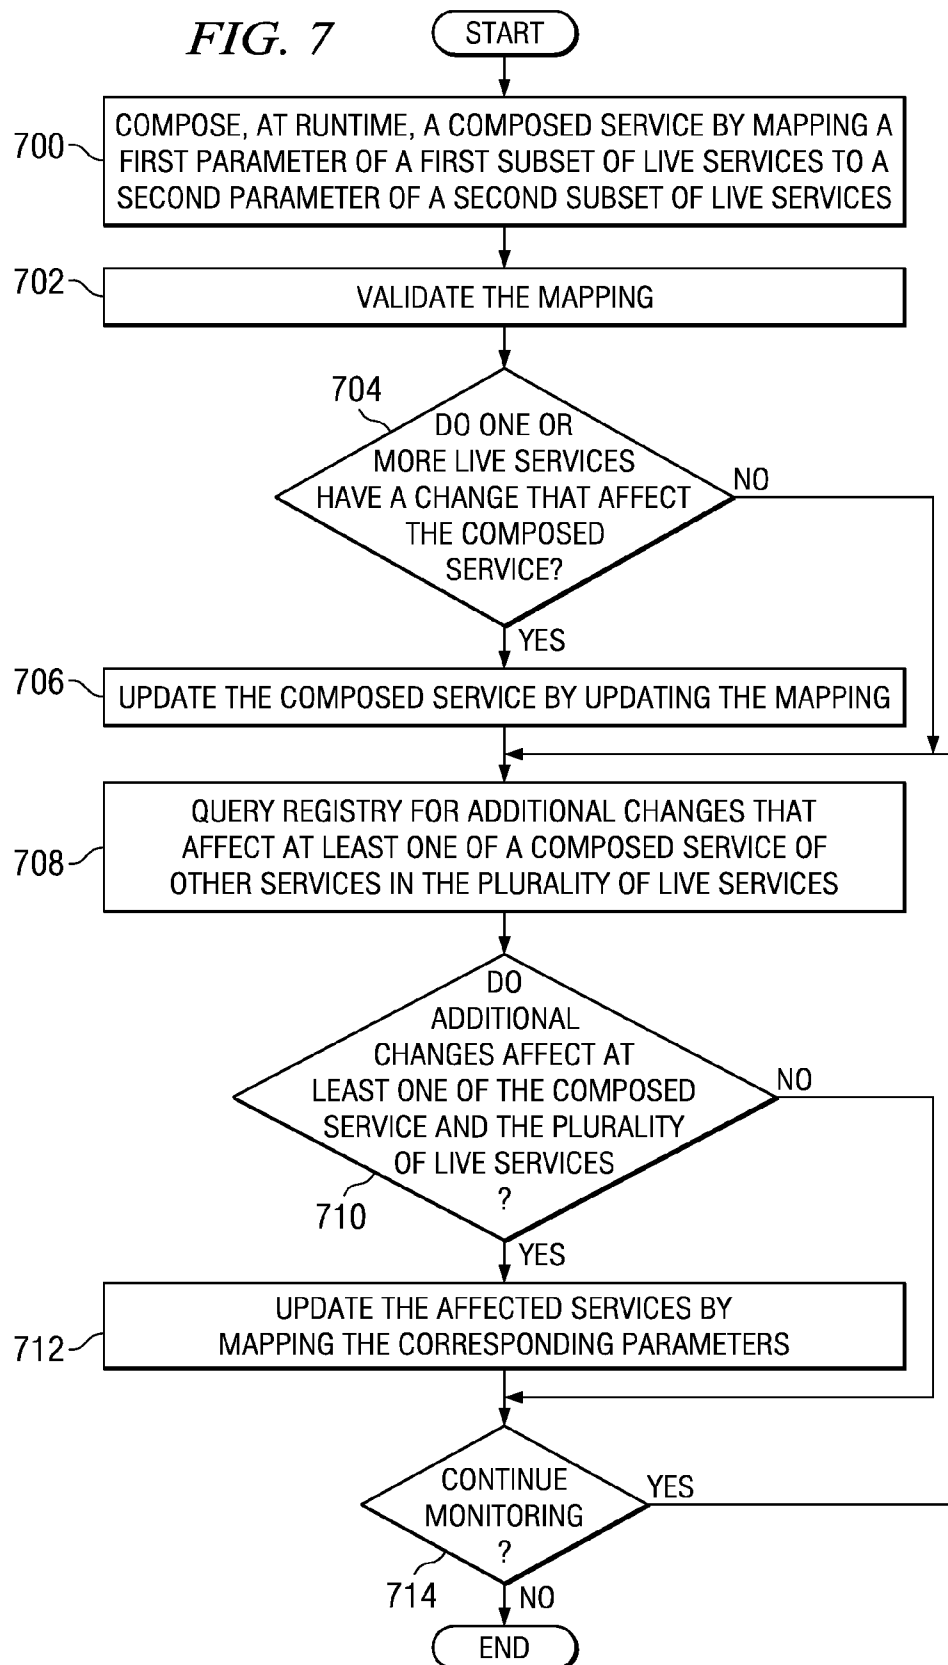 FIG. 7
START
700
COMPOSE, AT RUNTIME, A COMPOSED SERVICE BY MAPPING A
FIRST PARAMETER OF A FIRST SUBSET OF LIVE SERVICES TO A
SECOND PARAMETER OF A SECOND SUBSET OF LIVE SERVICES
702
VALIDATE THE MAPPING
704
DO ONE OR
MORE LIVE SERVICES
HAVE A CHANGE THAT AFFECT
THE COMPOSED
SERVICE?
NO
YES
706
UPDATE THE COMPOSED SERVICE BY UPDATING THE MAPPING
708
QUERY REGISTRY FOR ADDITIONAL CHANGES THAT
AFFECT AT LEAST ONE OF A COMPOSED SERVICE OF
OTHER SERVICES IN THE PLURALITY OF LIVE SERVICES
DO
ADDITIONAL
CHANGES AFFECT AT
LEAST ONE OF THE COMPOSED
SERVICE AND THE PLURALITY
OF LIVE SERVICES
?
NO
710
YES
712
UPDATE THE AFFECTED SERVICES BY
MAPPING THE CORRESPONDING PARAMETERS
CONTINUE
MONITORING
?
YES
714
NO
END